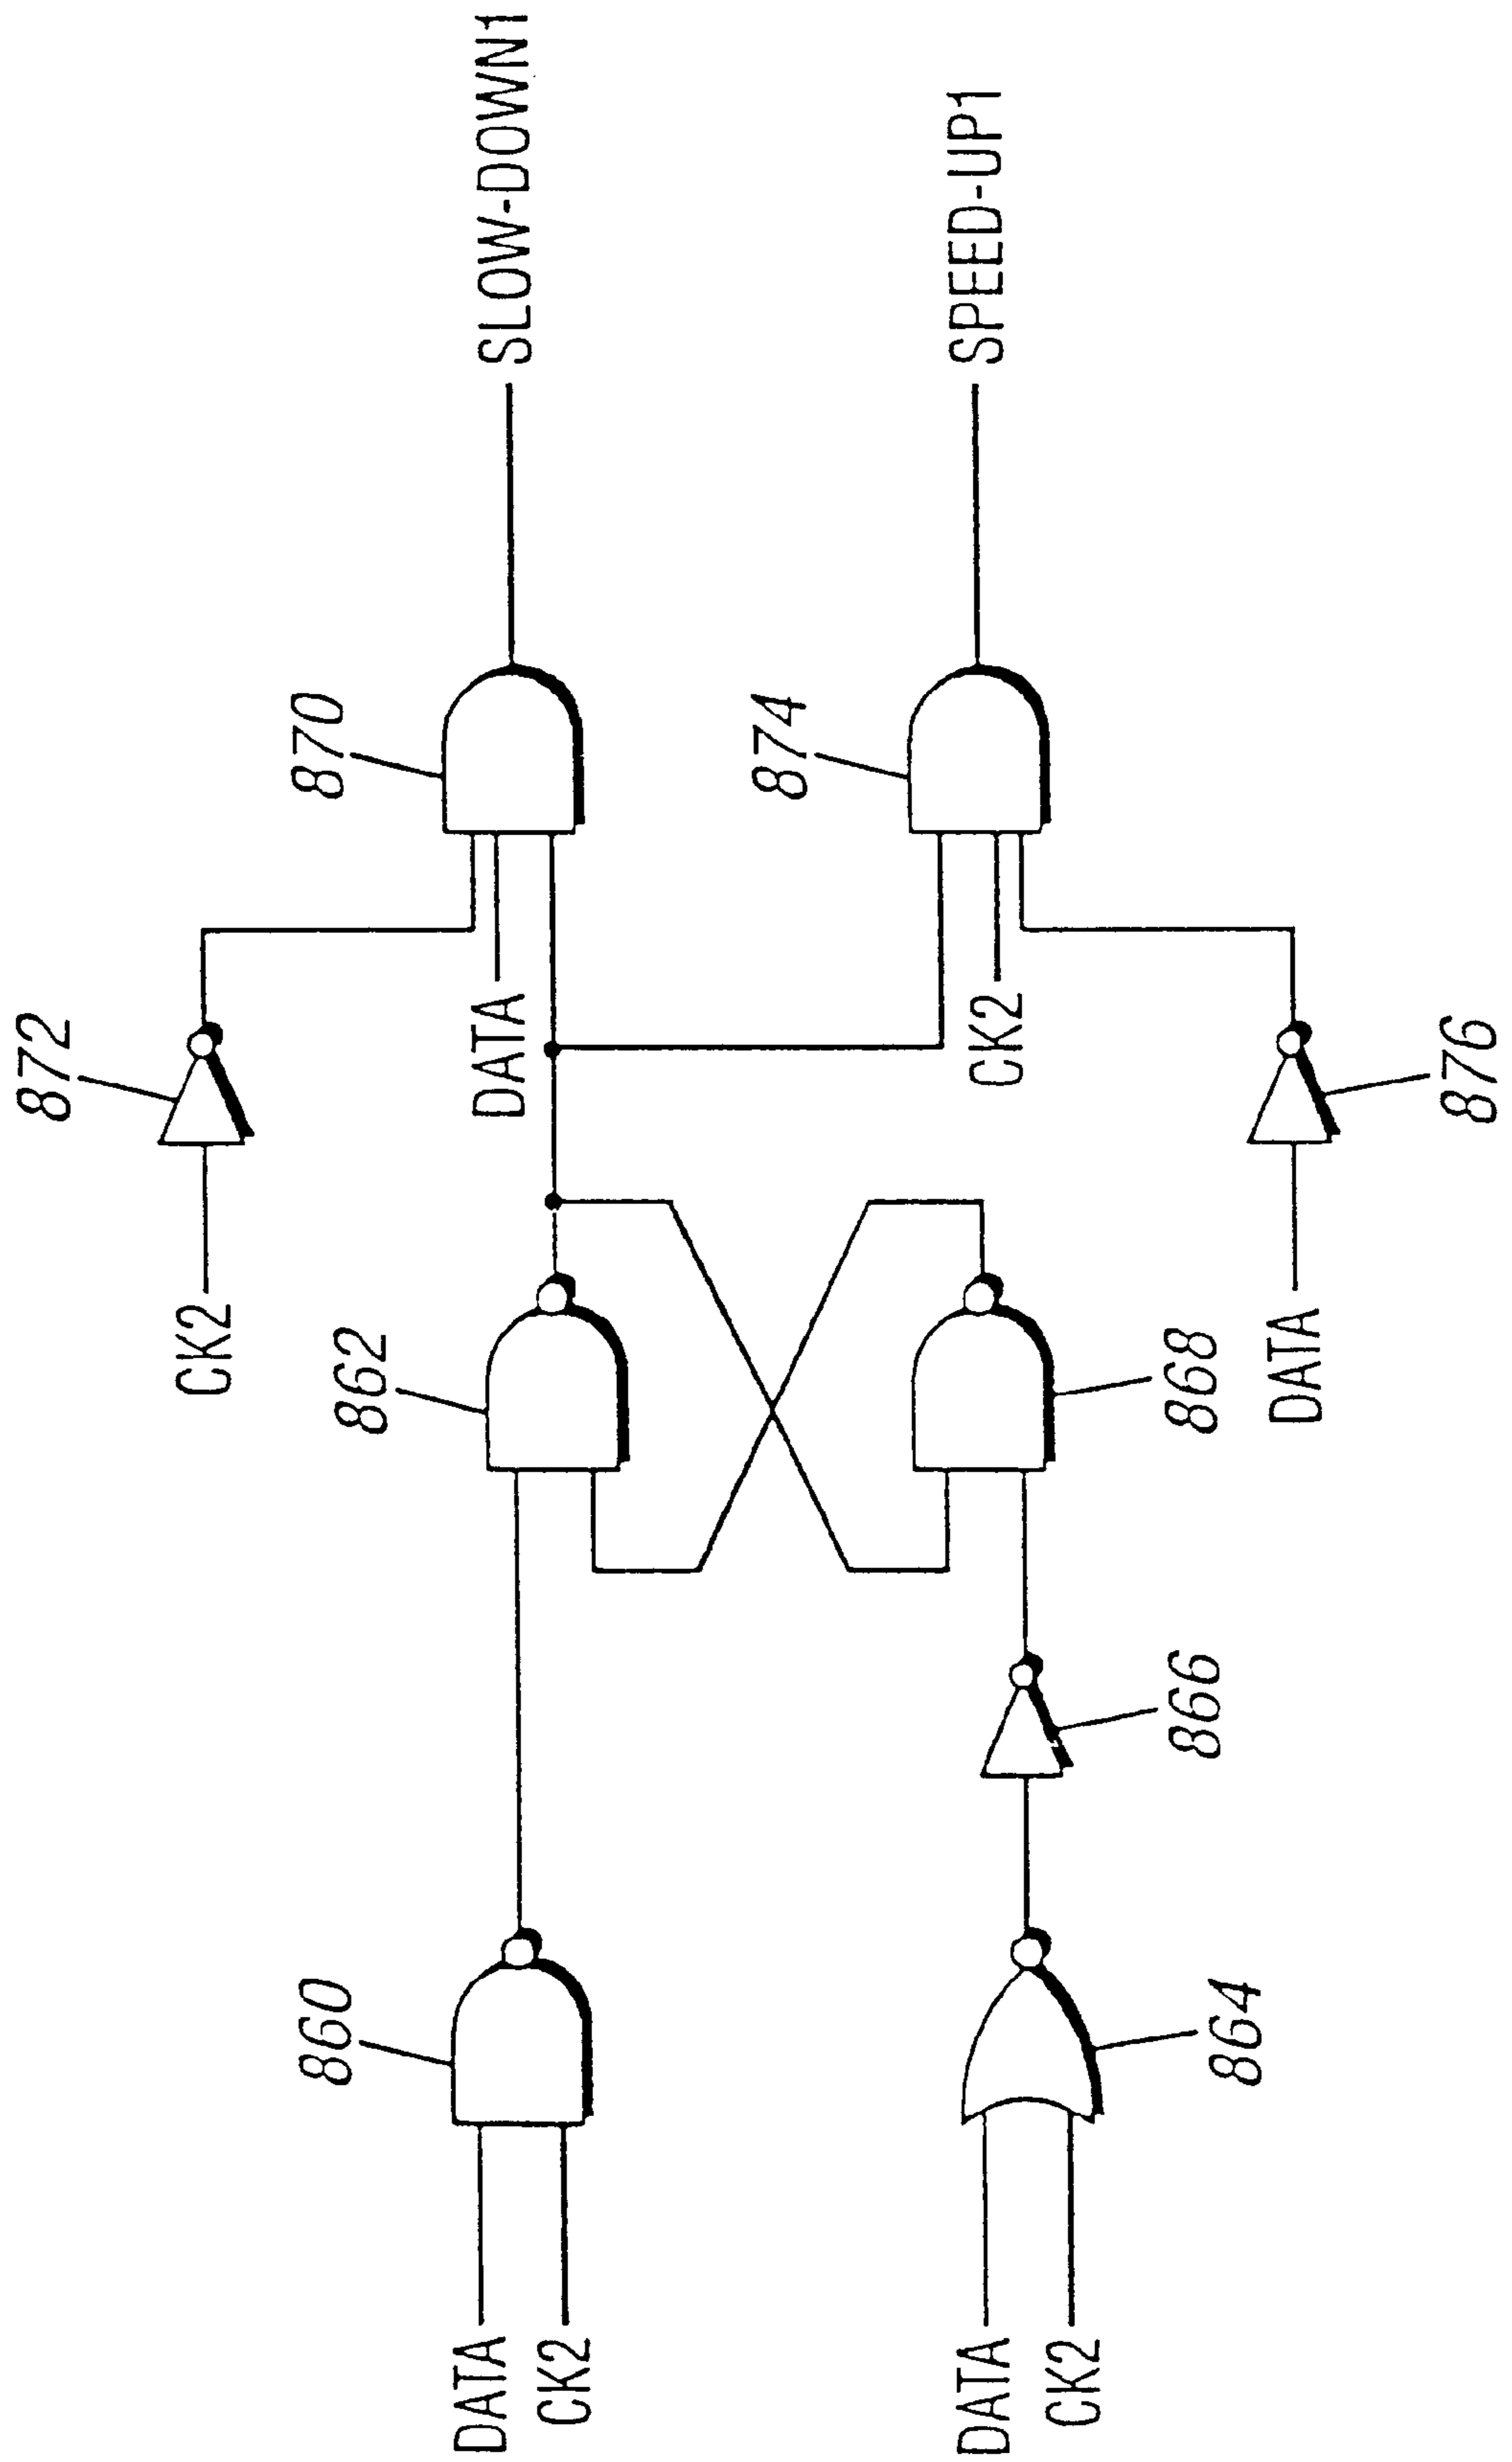 872
CK2
870
SLOW-DOWN1
862
860
DATA
DATA
CK2
874
SPEED-UP1
CK2
DATA
CK2
864
866
868
DATA
876